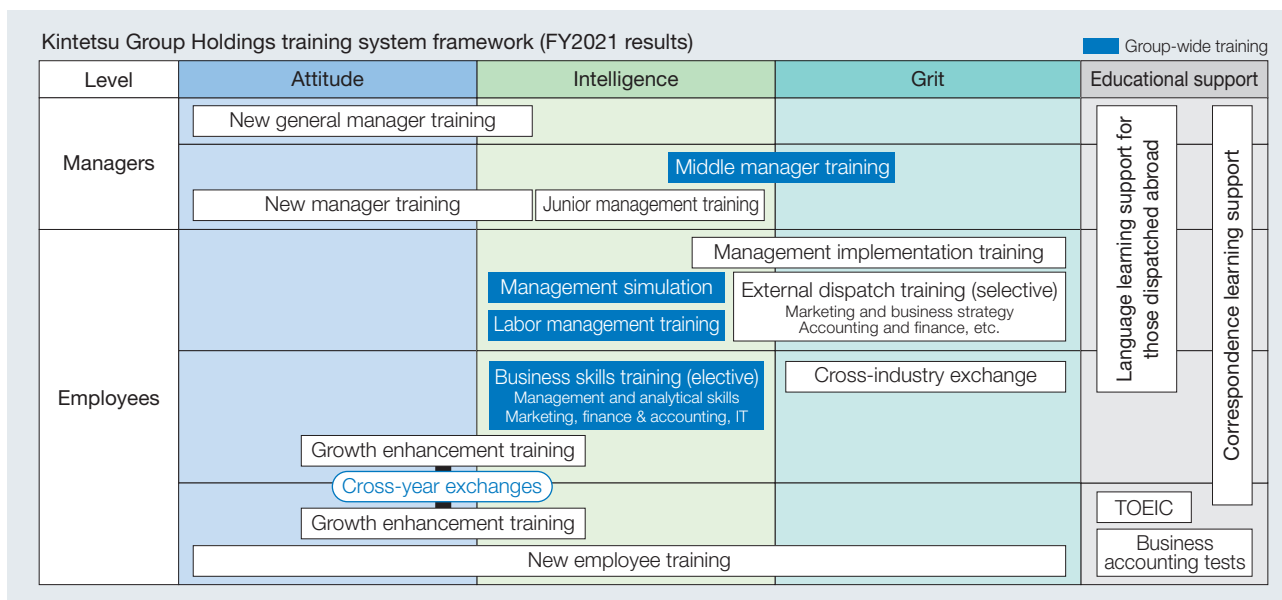 Kintetsu Group Holdings training system framework (FY2021 results)
Group-wide training
Level
Attitude
Intelligence
Grit
Educational support
Managers
New general manager training
Middle manager training
New manager training
Junior management training
Employees
Management implementation training
Management simulation
External dispatch training (selective)
Marketing and business strategy
Accounting and finance, etc.
Labor management training
Business skills training (elective)
Management and analytical skills
Marketing, finance & accounting, IT
Cross-industry exchange
Growth enhancement training
Cross-year exchanges
Growth enhancement training
New employee training
Language learning support for
those dispatched abroad
Correspondence learning support
TOEIC
Business
accounting tests